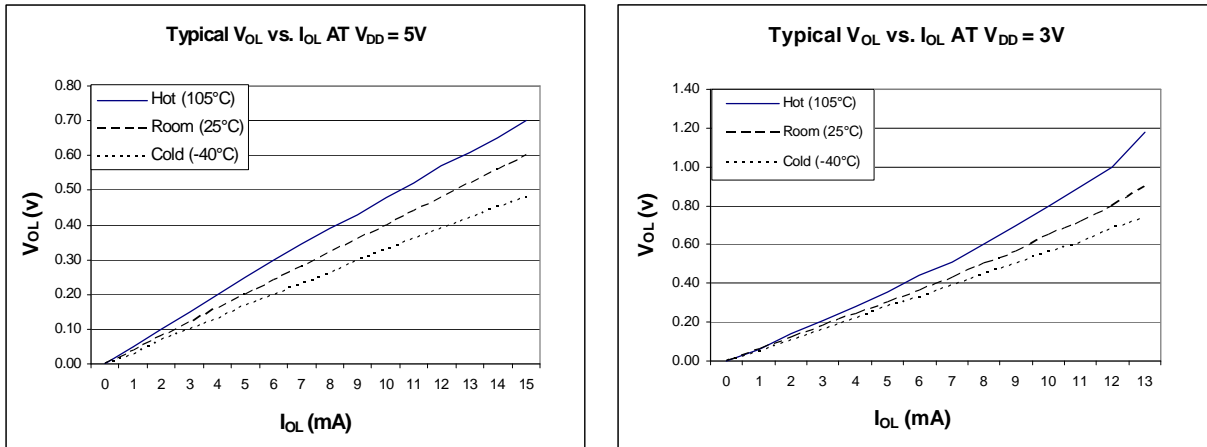 Typical VOL vs. IOL AT VDD = 5V
0.80
0.70
0.60
0.50
0.40
0.30
0.20
0.10
0.00
Hot (105°C)
Room (25°C)
Cold (-40°C)
VOL (v)
0 1 2 3 4 5 6 7 8 9 10 11 12 13 14 15
IOL (mA)
Typical VOL vs. IOL AT VDD = 3V
1.40
1.20
1.00
0.80
0.60
0.40
0.20
0.00
Hot (105°C)
Room (25°C)
Cold (-40°C)
VOL (v)
0 1 2 3 4 5 6 7 8 9 10 11 12 13
IOL (mA)